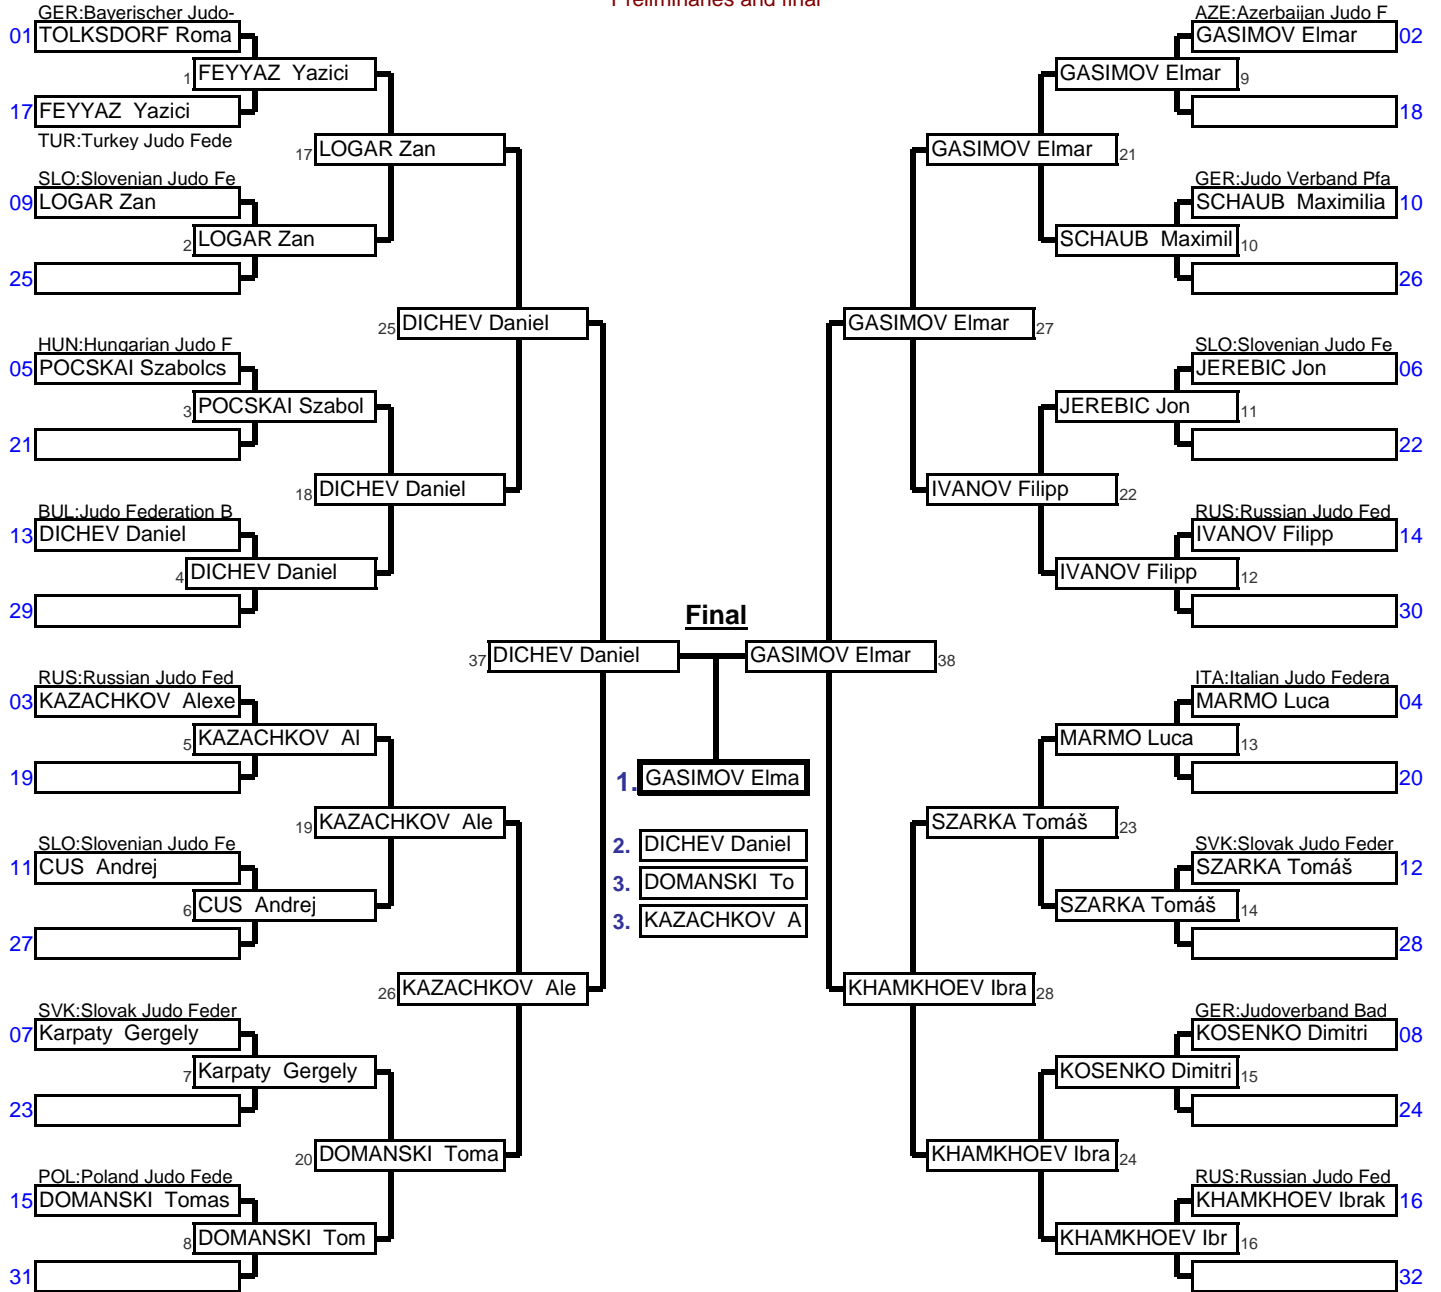 Preliminaries and final
GER:Bayerischer Judo-
01 TOLKSDORF Roma
1 FEYYAZ Yazici
17 FEYYAZ Yazici
TUR:Turkey Judo Fede
17 LOGAR Zan
SLO:Slovenian Judo Fe
09 LOGAR Zan
2 LOGAR Zan
25
25 DICHEV Daniel
HUN:Hungarian Judo F
05 POCSKAI Szabolcs
3 POCSKAI Szabol
21
18 DICHEV Daniel
BUL:Judo Federation B
13 DICHEV Daniel
4 DICHEV Daniel
29
37 DICHEV Daniel
RUS:Russian Judo Fed
03 KAZACHKOV Alexe
5 KAZACHKOV Al
19
19 KAZACHKOV Ale
SLO:Slovenian Judo Fe
11 CUS Andrej
6 CUS Andrej
27
26 KAZACHKOV Ale
SVK:Slovak Judo Feder
07 Karpaty Gergely
7 Karpaty Gergely
23
20 DOMANSKI Toma
POL:Poland Judo Fede
15 DOMANSKI Tomas
8 DOMANSKI Tom
31
Final
1. GASIMOV Elma
2. DICHEV Daniel
3. DOMANSKI To
3. KAZACHKOV A
AZE:Azerbaijan Judo F
GASIMOV Elmar 02
GASIMOV Elmar 9
18
GASIMOV Elmar 21
GER:Judo Verband Pfa
SCHAUB Maximilia 10
SCHAUB Maximil 10
26
GASIMOV Elmar 27
SLO:Slovenian Judo Fe
JEREBIC Jon 06
JEREBIC Jon 11
22
IVANOV Filipp 22
RUS:Russian Judo Fed
IVANOV Filipp 14
IVANOV Filipp 12
30
GASIMOV Elmar 38
ITA:Italian Judo Federa
MARMO Luca 04
MARMO Luca 13
20
SZARKA Tomáš 23
SVK:Slovak Judo Feder
SZARKA Tomáš 12
SZARKA Tomáš 14
28
KHAMKHOEV Ibra 28
GER:Judoverband Bad
KOSENKO Dimitri 08
KOSENKO Dimitri 15
24
KHAMKHOEV Ibra 24
RUS:Russian Judo Fed
KHAMKHOEV Ibrak 16
KHAMKHOEV Ibr 16
32